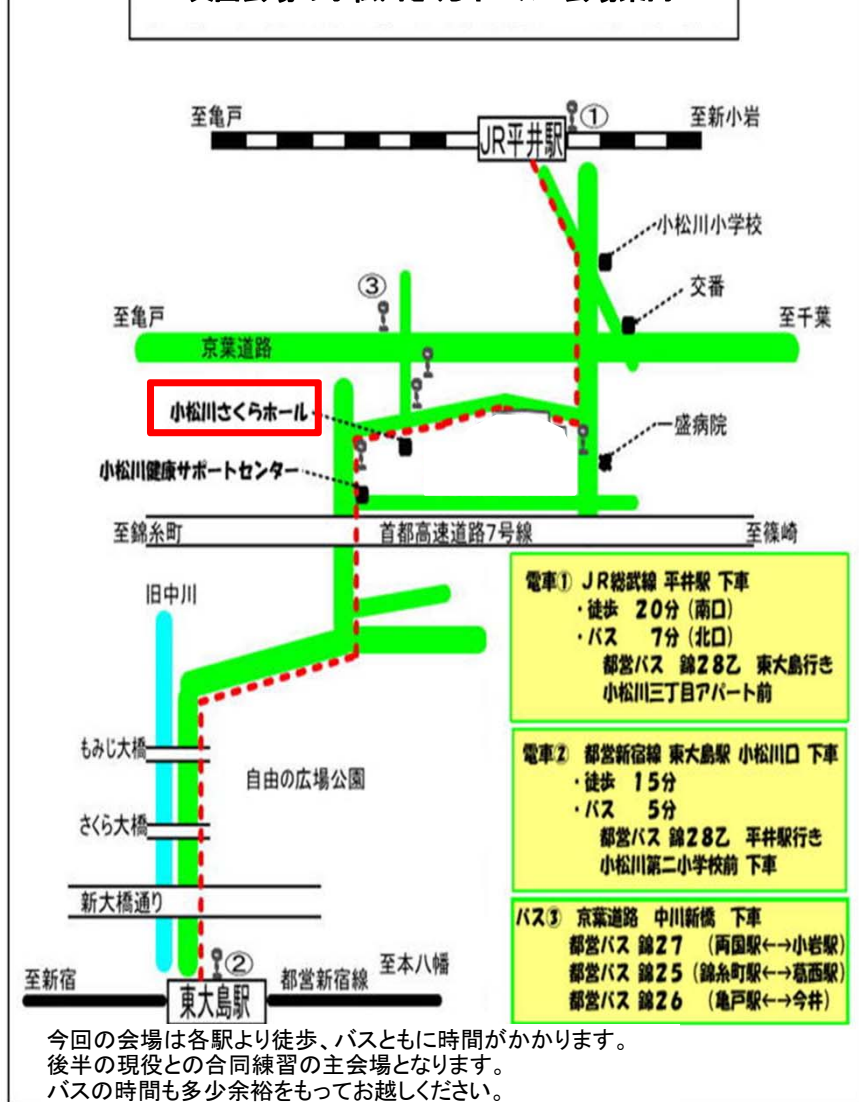 至亀戸
JR平井駅
①
至新小岩
小松川小学校
交番
③
至亀戸
至千葉
京葉道路
小松川さくらホール
一盛病院
小松川健康サポートセンター
至錦糸町
首都高速道路7号線
至篠崎
旧中川
電車① JR総武線 平井駅 下車
・徒歩 20分(南口)
・バス 7分(北口)
都営バス 錦28乙 東大島行き
小松川三丁目アパート前
もみじ大橋
自由の広場公園
さくら大橋
電車② 都営新宿線 東大島駅 小松川口 下車
・徒歩 15分
・バス 5分
都営バス 錦28乙 平井駅行き
小松川第二小学校前 下車
新大橋通り
バス③ 京葉道路 中川新橋 下車
都営バス 錦27 (両国駅←→小岩駅)
都営バス 錦25 (錦糸町駅←→葛西駅)
都営バス 錦26 (亀戸駅←→今井)
至新宿
②
東大島駅
都営新宿線
至本八幡
今回の会場は各駅より徒歩、バスともに時間がかかります。
後半の現役との合同練習の主会場となります。
バスの時間も多少余裕をもってお越しください。